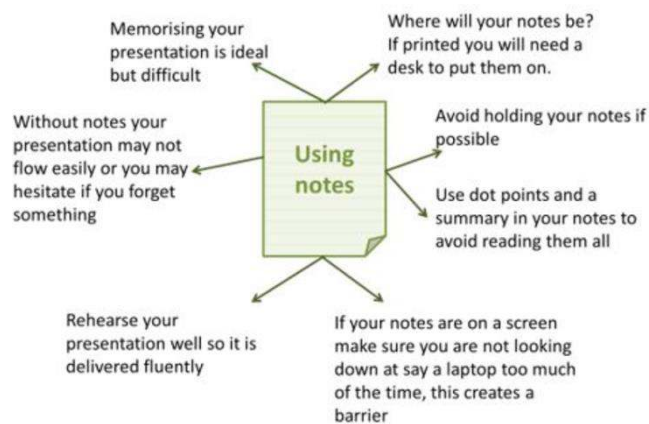 Memorising your
presentation is ideal
but difficult
Where will your notes be?
If printed you will need a
desk to put them on.
Without notes your
presentation may not
flow easily or you may
hesitate if you forget
something
Using
notes
Avoid holding your notes if
possible
Use dot points and a
summary in your notes to
avoid reading them all
Rehearse your
presentation well so it is
delivered fluently
If your notes are on a screen
make sure you are not looking
down at say a laptop too much
of the time, this creates a
barrier